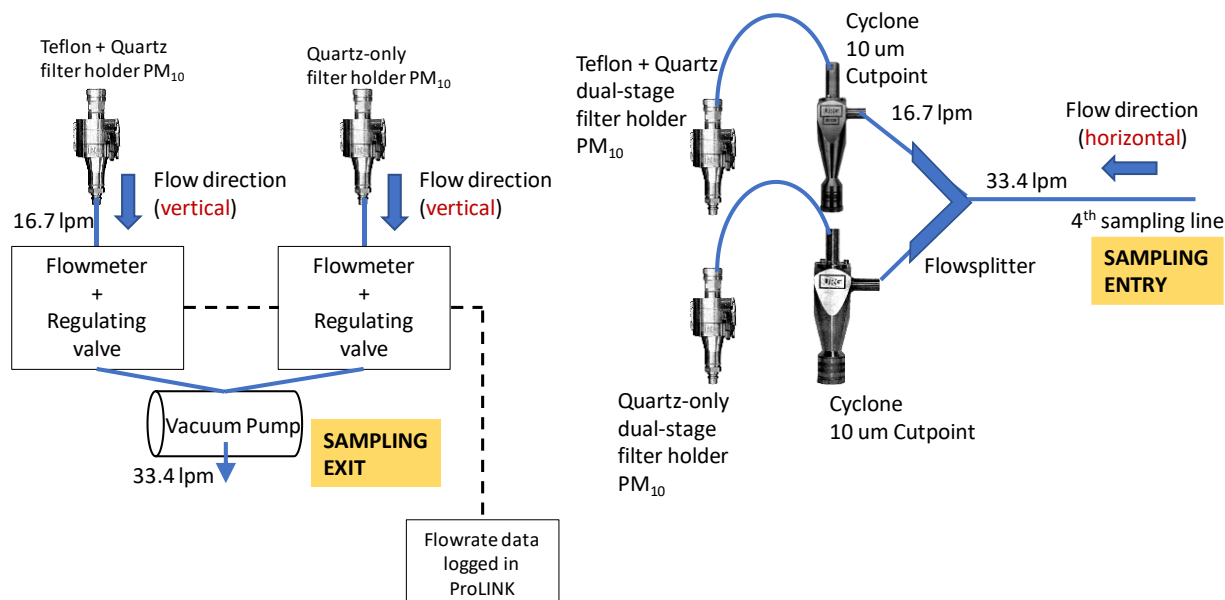 Teflon + Quartz
filter holder PM10
Quartz-only
filter holder PM10
Flow direction
(vertical)
Flow direction
(vertical)
16.7 lpm
Flowmeter
+
Regulating
valve
Flowmeter
+
Regulating
valve
Vacuum Pump
SAMPLING
EXIT
33.4 lpm
Flowrate data
logged in
ProLINK
Teflon + Quartz
dual-stage
filter holder
PM10
Cyclone
10 um
Cutpoint
16.7 lpm
Flow direction
(horizontal)
33.4 lpm
4th sampling line
SAMPLING
ENTRY
Flowsplitter
Quartz-only
dual-stage
filter holder
PM10
Cyclone
10 um Cutpoint